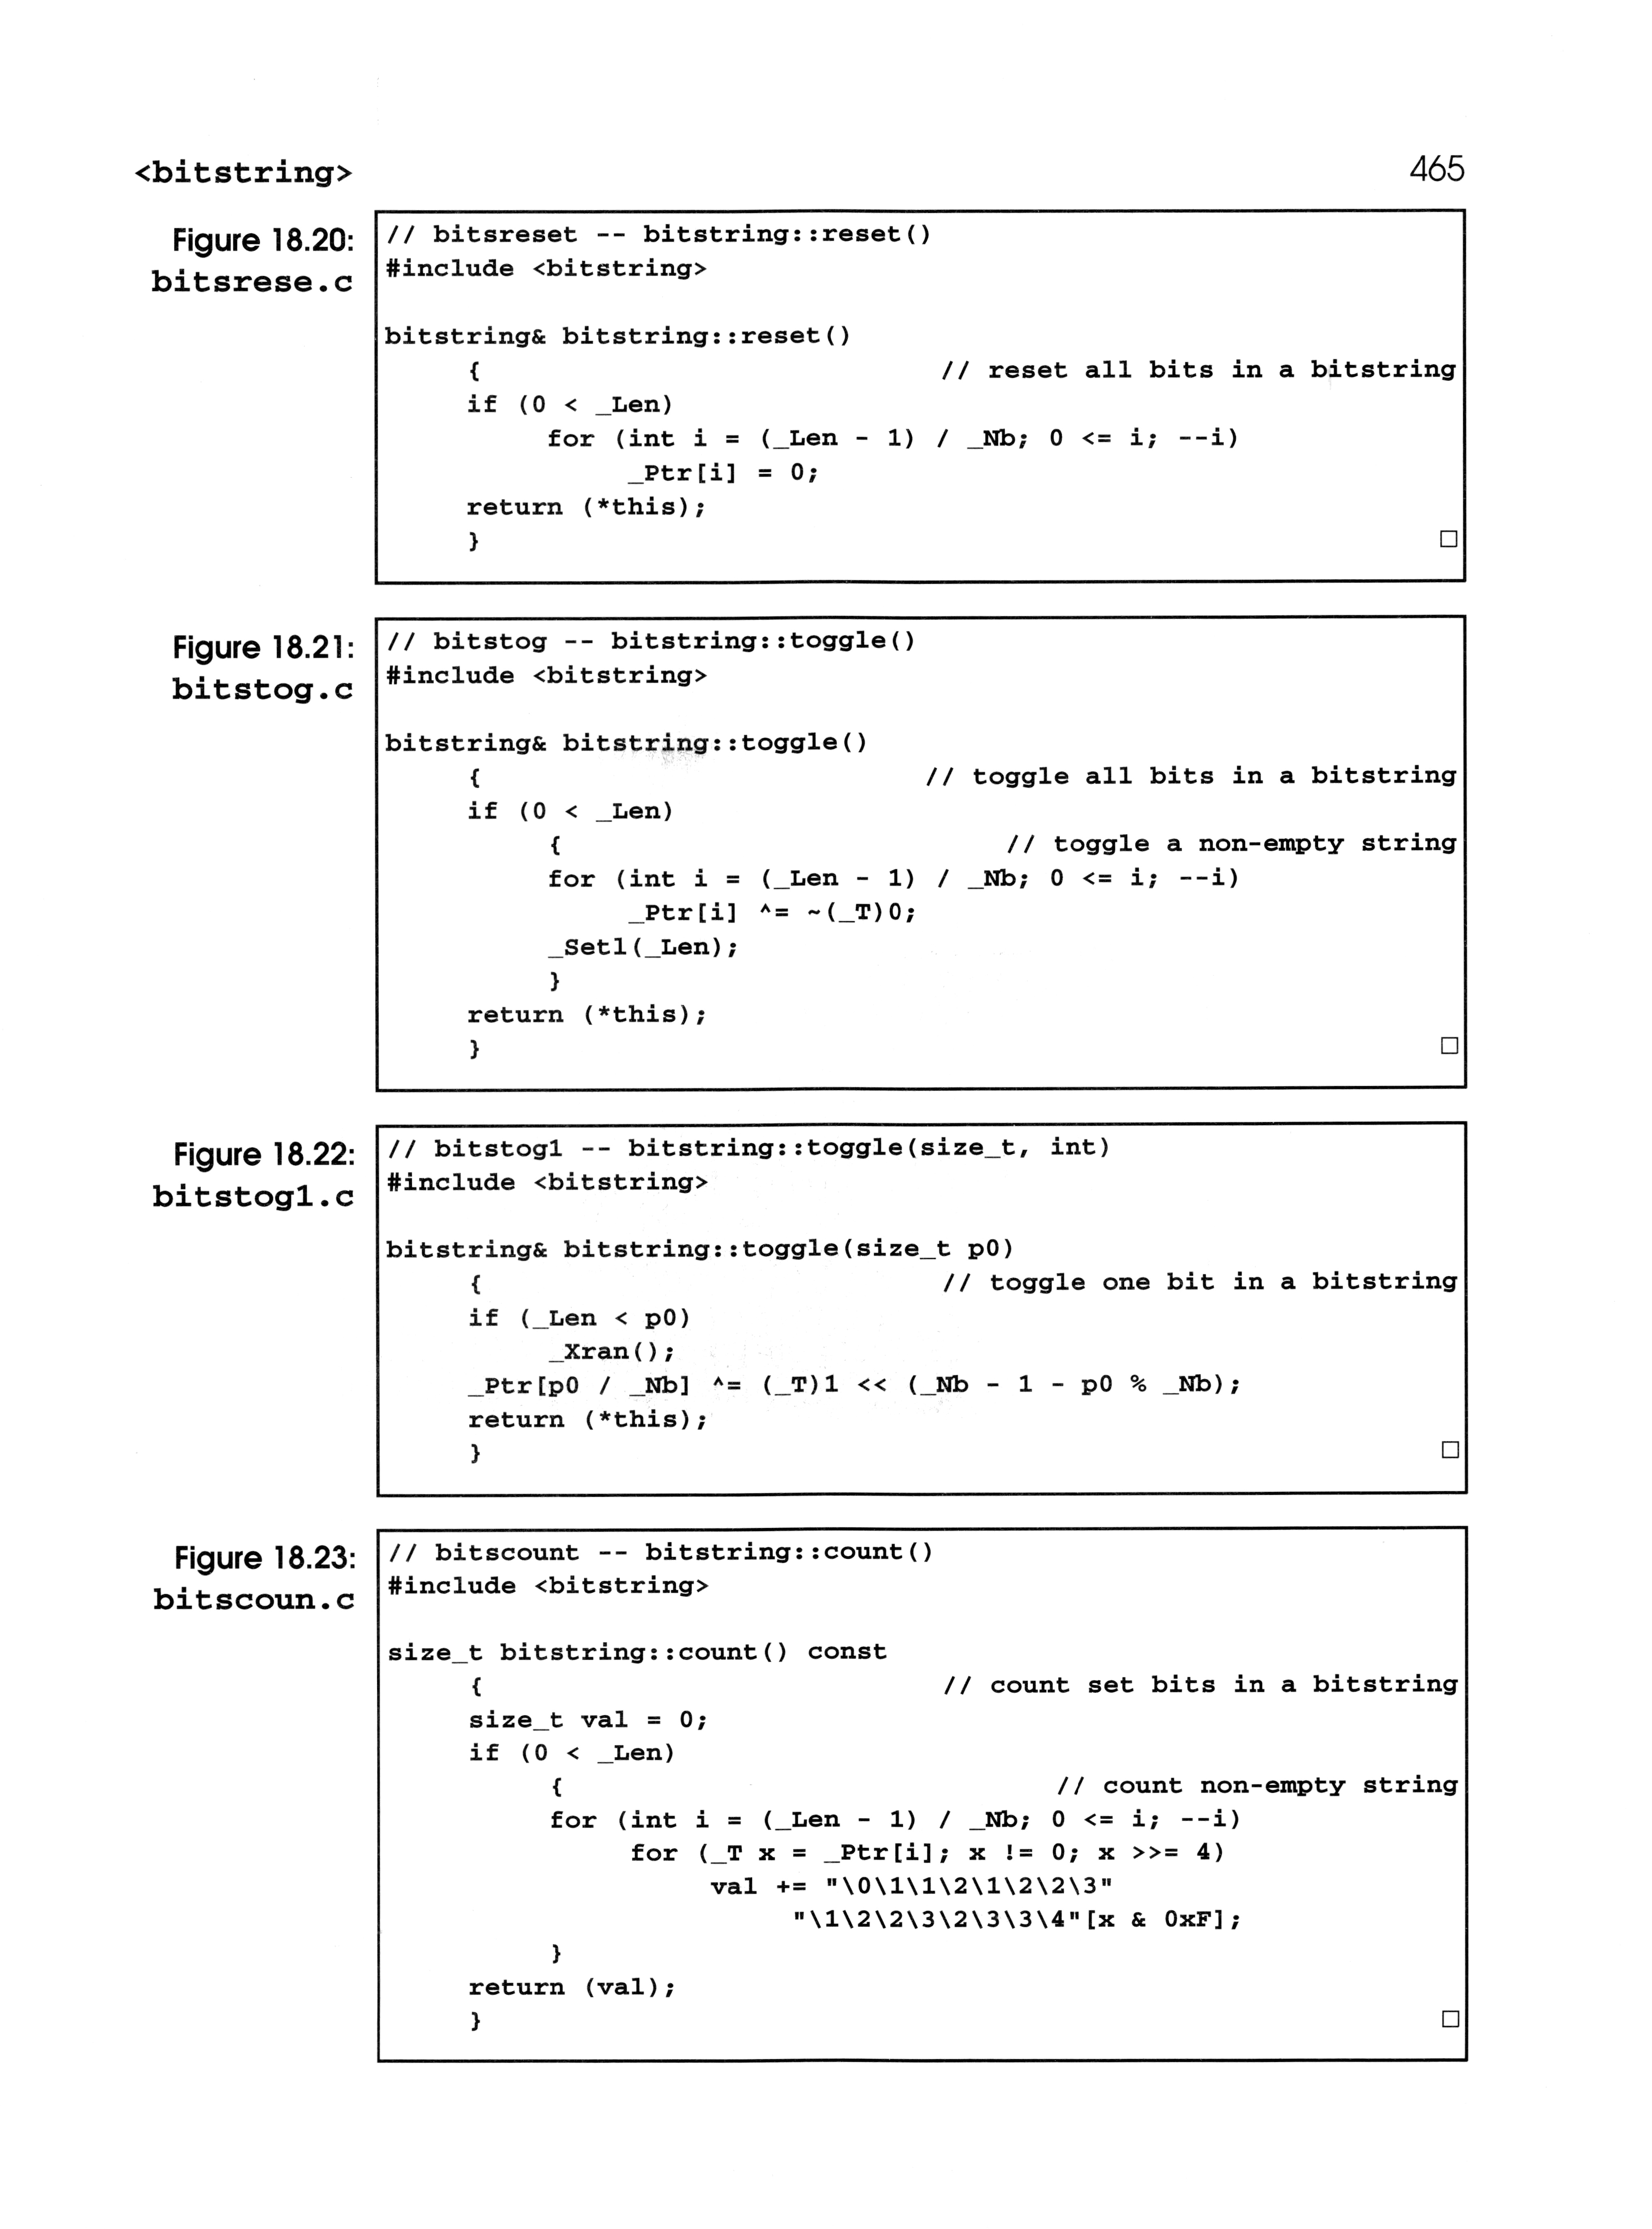 <bitstring>
465
Figure 18.20:
bitsrese.c
// bitsreset -- bitstring::reset()
#include <bitstring>
bitstring& bitstring::reset()
{ // reset all bits in a bitstring
if (0 < _Len)
for (int i = (_Len - 1) / _Nb; 0 <= i; --i)
_Ptr[i] = 0;
return (*this);
}
Figure 18.21:
bitstog.c
// bitstog -- bitstring::toggle()
#include <bitstring>
bitstring& bitstring::toggle()
{ // toggle all bits in a bitstring
if (0 < _Len)
{ // toggle a non-empty string
for (int i = (_Len - 1) / _Nb; 0 <= i; --i)
_Ptr[i] ^= ~(_T)0;
_Setl(_Len);
}
return (*this);
}
Figure 18.22:
bitstog1.c
// bitstog1 -- bitstring::toggle(size_t, int)
#include <bitstring>
bitstring& bitstring::toggle(size_t p0)
{ // toggle one bit in a bitstring
if (_Len < p0)
_Xran();
_Ptr[p0 / _Nb] ^= (_T)1 << (_Nb - 1 - p0 % _Nb);
return (*this);
}
Figure 18.23:
bitscoun.c
// bitscount -- bitstring::count()
#include <bitstring>
size_t bitstring::count() const
{ // count set bits in a bitstring
size_t val = 0;
if (0 < _Len)
{ // count non-empty string
for (int i = (_Len - 1) / _Nb; 0 <= i; --i)
for (_T x = _Ptr[i]; x != 0; x >>= 4)
val += "\0\1\1\2\1\2\2\3"
"\1\2\2\3\2\3\3\4"[x & 0xF];
}
return (val);
}